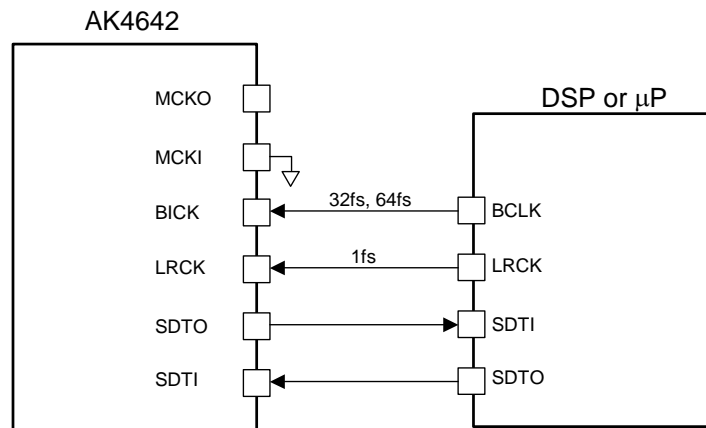 AK4642
DSP or μP
MCKO
MCKI
BICK
32fs, 64fs
BCLK
LRCK
1fs
LRCK
SDTO
SDTI
SDTI
SDTO